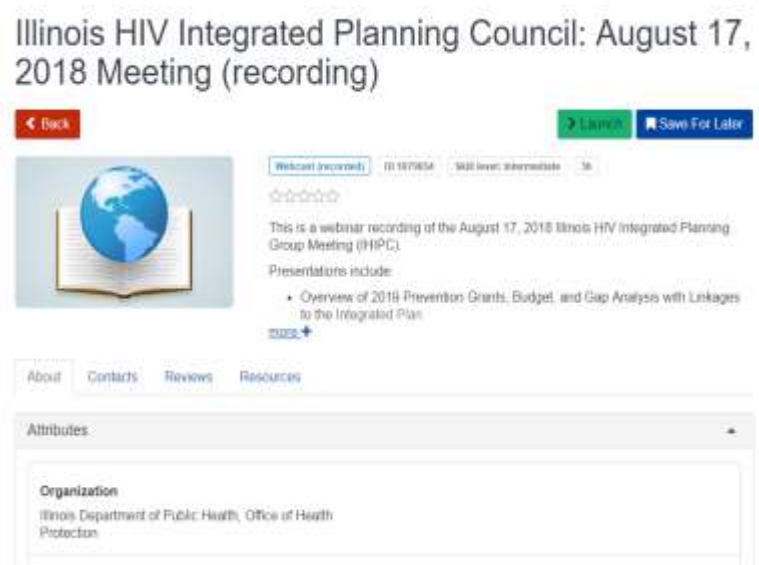 Illinois HIV Integrated Planning Council: August 17,
2018 Meeting (recording)
Back
Launch
Save For Later
Webcast (recorded)
ID 1079654
Skill level: Intermediate
This is a webinar recording of the August 17, 2018 Illinois HIV Integrated Planning
Group Meeting (IHIPC).
Presentations include:
• Overview of 2019 Prevention Grants, Budget, and Gap Analysis with Linkages
to the Integrated Plan
more
About Contacts Reviews Resources
Attributes
Organization
Illinois Department of Public Health, Office of Health
Protection